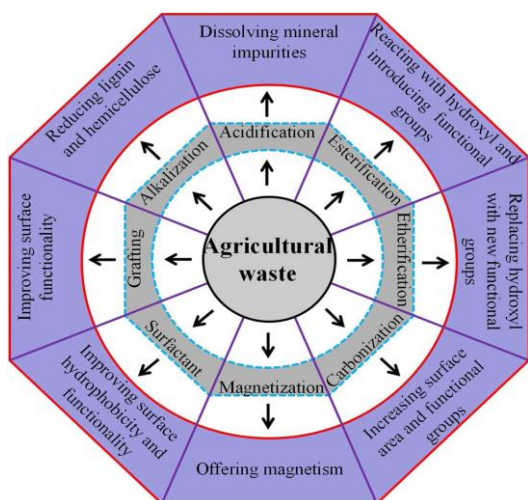 Agricultural
waste
Acidification
Esterification
Etherification
Carbonization
Magnetization
Surfactant
Grafting
Alkalization
Dissolving mineral
impurities
Reacting with hydroxyl and
introducing functional
groups
Replacing hydroxyl
with new functional
groups
Increasing surface
area and functional
groups
Offering magnetism
Improving surface
hydrophobicity and
functionality
Improving surface
functionality
Reducing lignin
and hemicellulose